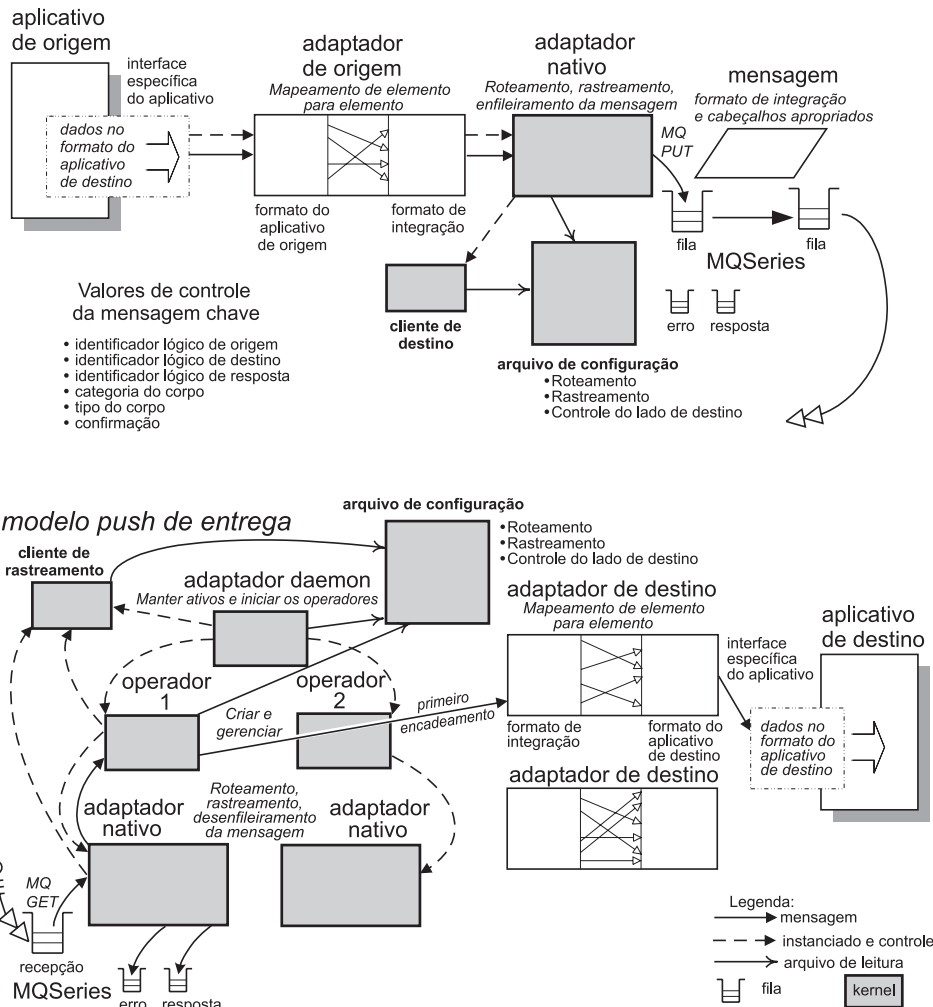 aplicativo
de origem
interface
específica
do aplicativo
dados no
formato do
aplicativo
de destino
adaptador
de origem
Mapeamento de elemento
para elemento
formato do
aplicativo
de origem
formato de
integração
adaptador
nativo
Roteamento, rastreamento,
enfileiramento da mensagem
MQ
PUT
mensagem
formato de integração
e cabeçalhos apropriados
fila
fila
MQSeries
erro
resposta
cliente de
destino
arquivo de configuração
•Roteamento
•Rastreamento
•Controle do lado de destino
Valores de controle
da mensagem chave
• identificador lógico de origem
• identificador lógico de destino
• identificador lógico de resposta
• categoria do corpo
• tipo do corpo
• confirmação
modelo push de entrega
cliente de
rastreamento
arquivo de configuração
•Roteamento
•Rastreamento
•Controle do lado de destino
adaptador daemon
Manter ativos e iniciar os operadores
operador
1
Criar e
gerenciar
operador
2
primeiro
encadeamento
adaptador de destino
Mapeamento de elemento
para elemento
formato de
integração
formato do
aplicativo
de destino
interface
específica
do aplicativo
aplicativo
de destino
dados no
formato do
aplicativo
de destino
adaptador de destino
adaptador
nativo
Roteamento,
rastreamento,
desenfileiramento
da mensagem
adaptador
nativo
MQ
GET
recepção
MQSeries
erro
resposta
Legenda:
mensagem
instanciado e controle
arquivo de leitura
fila
kernel